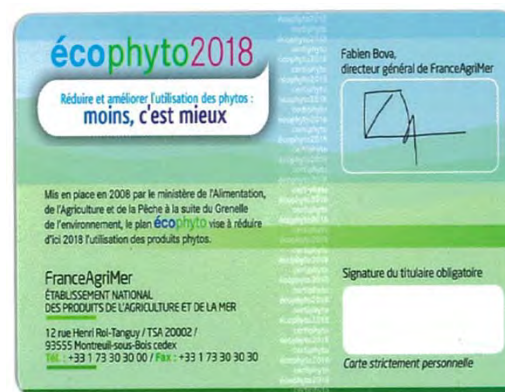 écophyto2018
Réduire et améliorer l'utilisation des phytos :
moins, c'est mieux
Mis en place en 2008 par le ministère de l'Alimentation,
de l'Agriculture et de la Pêche à la suite du Grenelle
de l'environnement, le plan écophyto vise à réduire
d'ici 2018 l'utilisation des produits phytos.
FranceAgriMer
ÉTABLISSEMENT NATIONAL
DES PRODUITS DE L'AGRICULTURE ET DE LA MER
12 rue Henri Rol-Tanguy / TSA 20002 /
93555 Montreuil-sous-Bois cedex
Tél. : +33 1 73 30 30 00 / Fax : +33 1 73 30 30 30
Fabien Bova,
directeur général de FranceAgriMer
Signature du titulaire obligatoire
Carte strictement personnelle